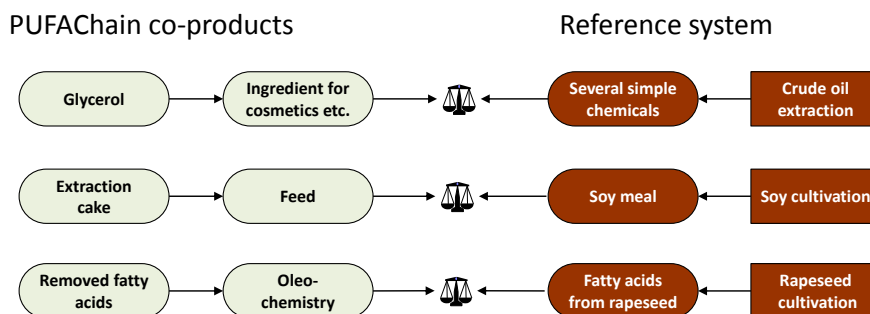 PUFAChain co-products
Reference system
Glycerol
Ingredient for
cosmetics etc.
Several simple
chemicals
Crude oil
extraction
Extraction
cake
Feed
Soy meal
Soy cultivation
Removed fatty
acids
Oleo-
chemistry
Fatty acids
from rapeseed
Rapeseed
cultivation